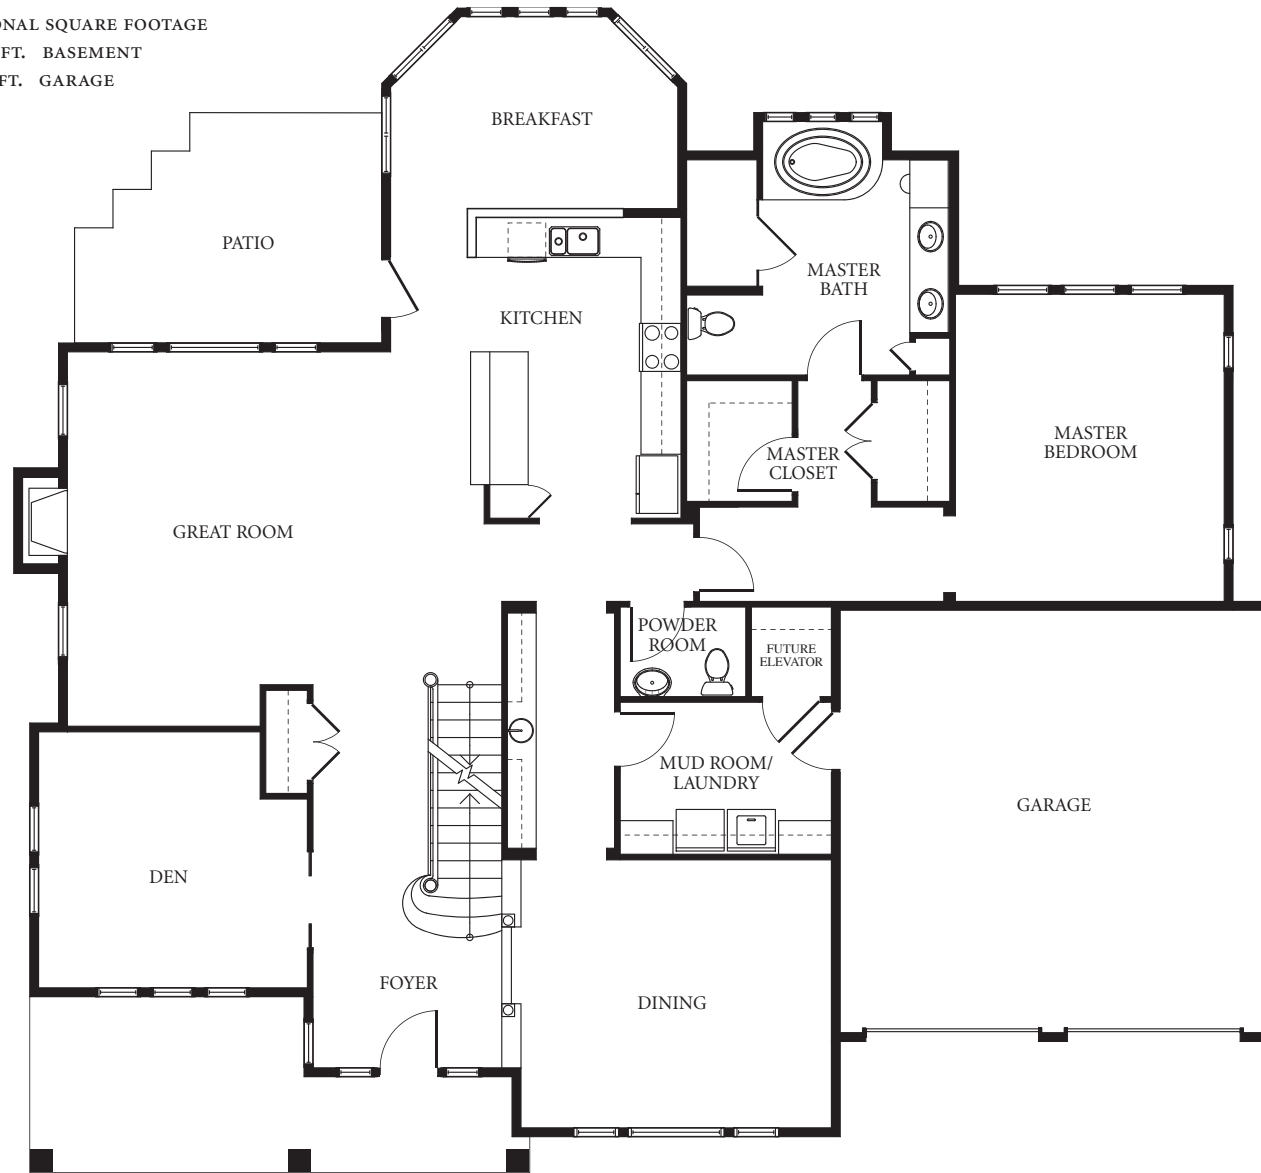 ONAL SQUARE FOOTAGE
FT. BASEMENT
FT. GARAGE
BREAKFAST
PATIO
MASTER
BATH
KITCHEN
MASTER
BEDROOM
MASTER
CLOSET
GREAT ROOM
POWDER
ROOM
FUTURE
ELEVATOR
MUD ROOM/
LAUNDRY
GARAGE
DEN
FOYER
DINING